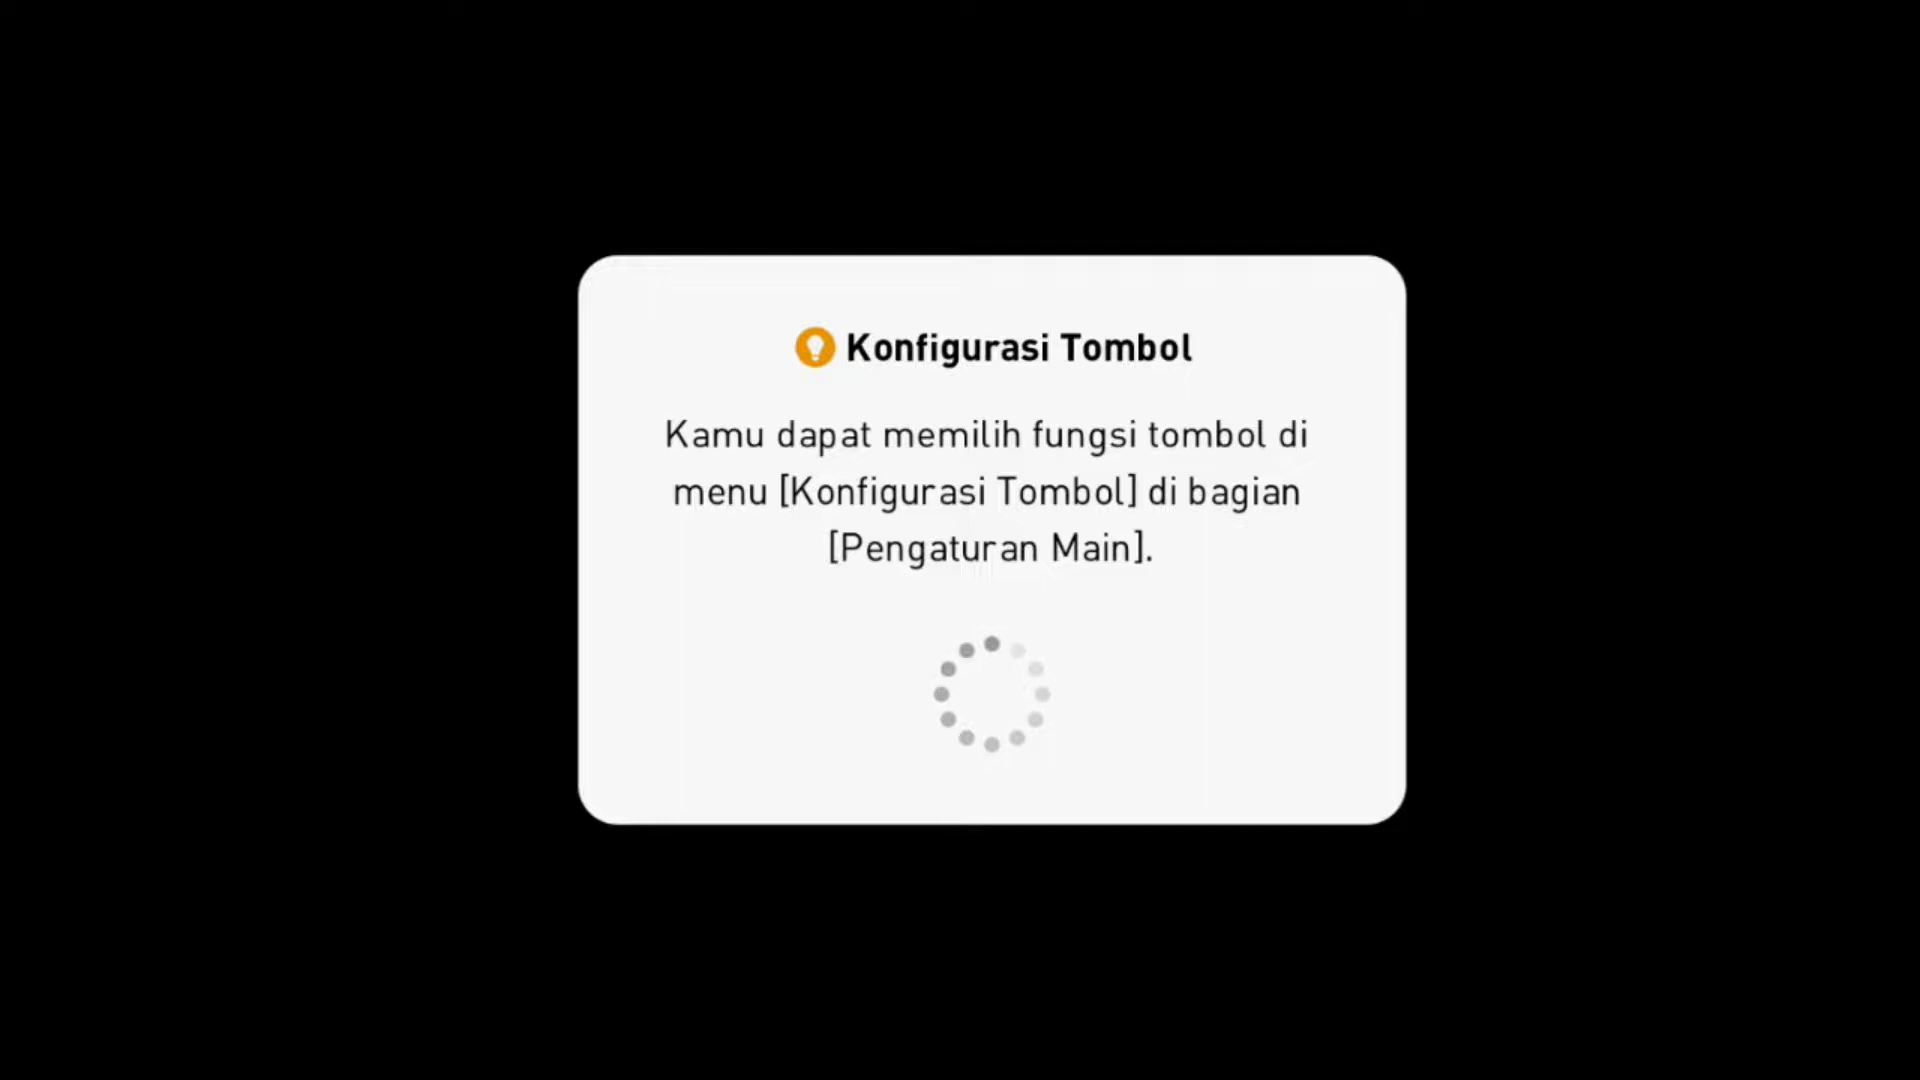 Konfigurasi Tombol
Kamu dapat memilih fungsi tombol di
menu [Konfigurasi Tombol] di bagian
[Pengaturan Main].